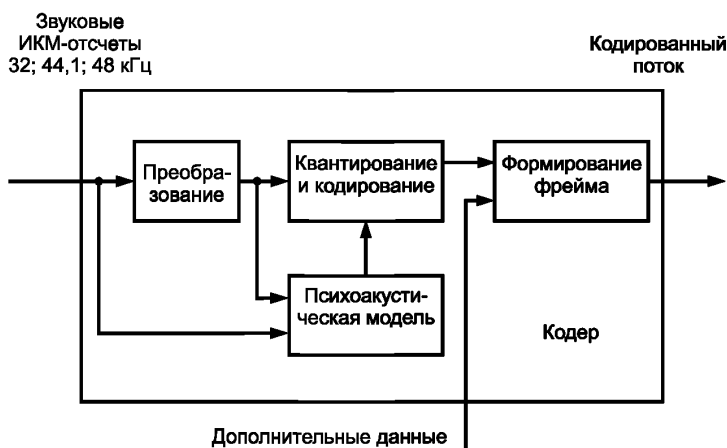 Звуковые
ИКМ-отсчеты
32; 44,1; 48 кГц
Кодированный
поток
Преобра-
зование
Квантирование
и кодирование
Формирование
фрейма
Психоакусти-
ческая модель
Кодер
Дополнительные данные